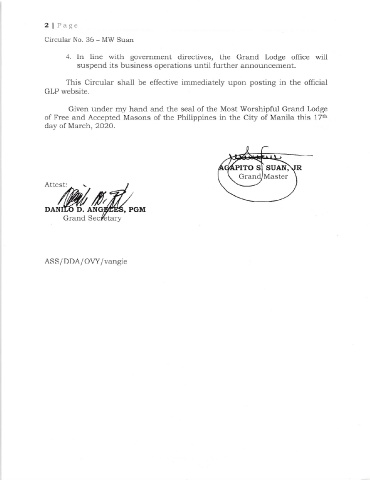 2 | Page
Circular No. 36 – MW Suan
4. In line with government directives, the Grand Lodge office will
suspend its business operations until further announcement.
This Circular shall be effective immediately upon posting in the official
GLP website.
Given under my hand and the seal of the Most Worshipful Grand Lodge
of Free and Accepted Masons of the Philippines in the City of Manila this 17th
day of March, 2020.
AGAPITO S. SUAN, JR
Grand Master
Attest:
DANILO D. ANGELES, PGM
Grand Secretary
ASS/DDA/OVY/vangie